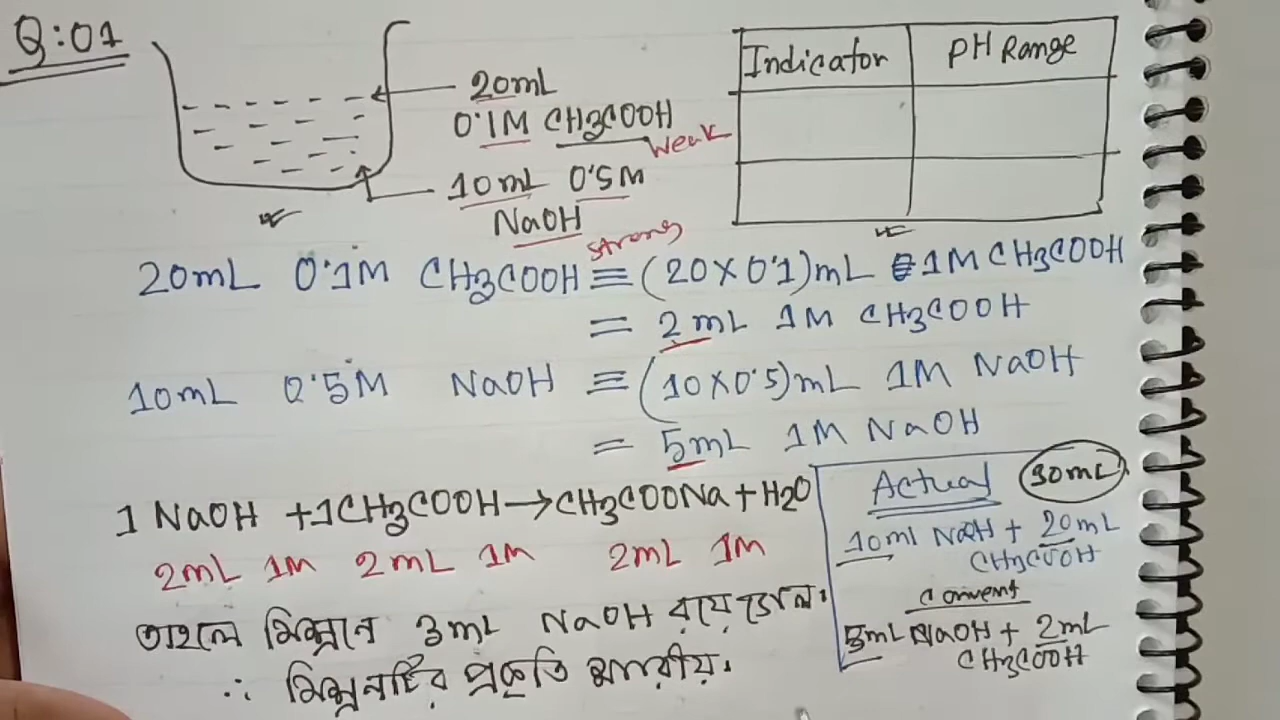 Q:01
20mL
0.1M CH3COOH
weak
10mL 0.5M
NaOH
strong
Indicator PH Range
20mL 0.1M CH3COOH ≡ (20×0.1)mL 1M CH3COOH
= 2mL 1M CH3COOH
10mL 0.5M NaOH ≡ (10×0.5)mL 1M NaOH
= 5mL 1M NaOH
1 NaOH + 1CH3COOH → CH3COONa + H2O
2mL 1M 2mL 1M 2mL 1M
তাহলে মিশ্রনে 3mL NaOH রয়ে গেল।
∴ মিশ্রনটির প্রকৃতি ক্ষারীয়।
Actual 30mL
10ml NaOH + 20mL
CH3COOH
Convent
5mL NaOH + 2mL
CH3COOH